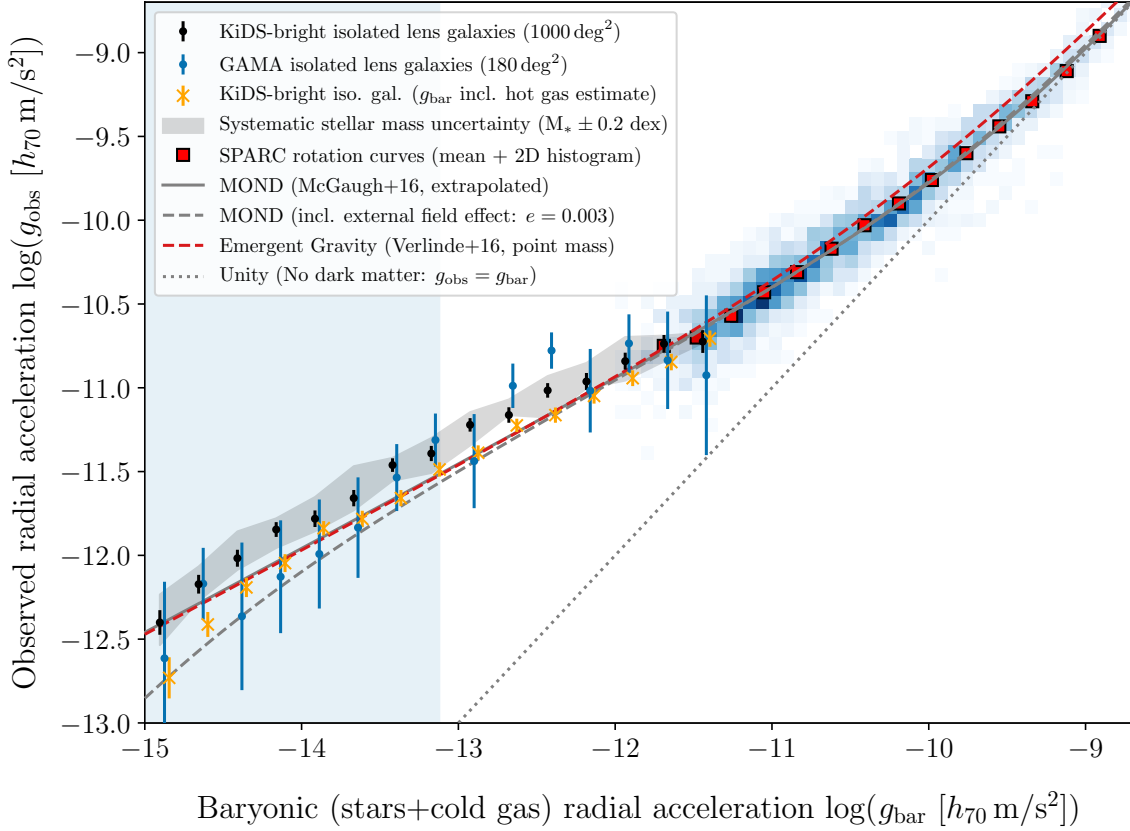 KiDS-bright isolated lens galaxies (1000 deg²)
GAMA isolated lens galaxies (180 deg²)
KiDS-bright iso. gal. (g_bar incl. hot gas estimate)
Systematic stellar mass uncertainty (M_* ± 0.2 dex)
SPARC rotation curves (mean + 2D histogram)
MOND (McGaugh+16, extrapolated)
MOND (incl. external field effect: e = 0.003)
Emergent Gravity (Verlinde+16, point mass)
Unity (No dark matter: g_obs = g_bar)
Observed radial acceleration log(g_obs [h_70 m/s²])
−9.0
−9.5
−10.0
−10.5
−11.0
−11.5
−12.0
−12.5
−13.0
−15 −14 −13 −12 −11 −10 −9
Baryonic (stars+cold gas) radial acceleration log(g_bar [h_70 m/s²])